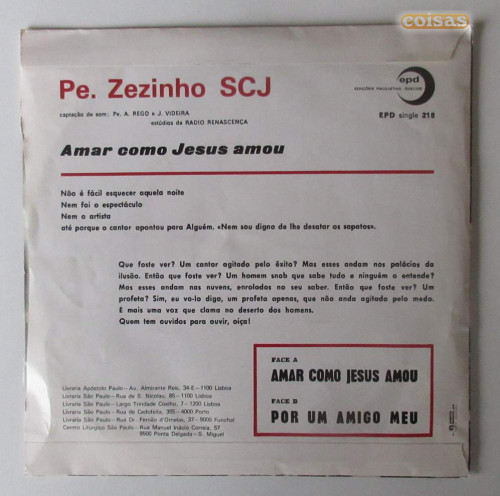 coisas
Pe. Zezinho SCJ
epd
EDIÇÕES PAULISTAS-DISCOS
captação de som: Pe. A. REGO e J. VIDEIRA
estúdios da RADIO RENASCENÇA
EPD single 218
Amar como Jesus amou
Não é fácil esquecer aquela noite
Nem foi o espectáculo
Nem o artista
até porque o cantor apontou para Alguém. «Nem sou digno de lhe desatar os sapatos».
Que foste ver? Um cantor agitado pelo êxito? Mas esses andam nos palácios da
ilusão. Então que foste ver? Um homem snob que sabe tudo e ninguém o entende?
Mas esses andam nas nuvens, enrolados no seu saber. Então que foste ver? Um
profeta? Sim, eu vo-lo digo, um profeta apenas, que não anda agitado pelo medo.
É mais uma voz que clama no deserto dos homens.
Quem tem ouvidos para ouvir, oiça!
Livraria Apóstolo Paulo—Av. Almirante Reis, 34-E—1100 Lisboa
Livraria São Paulo—Rua de S. Nicolau, 85—1100 Lisboa
Livraria São Paulo—Largo Trindade Coelho, 7—1200 Lisboa
Livraria São Paulo—Rua de Cedofeita, 355—4000 Porto
Livraria São Paulo—Rua Dr. Fernão d'Ornelas, 31—9000 Funchal
Centro Litúrgico São Paulo—Rua Manuel Inácio Correia, 57
9500 Ponta Delgada—S. Miguel
FACE A
AMAR COMO JESUS AMOU
FACE B
POR UM AMIGO MEU